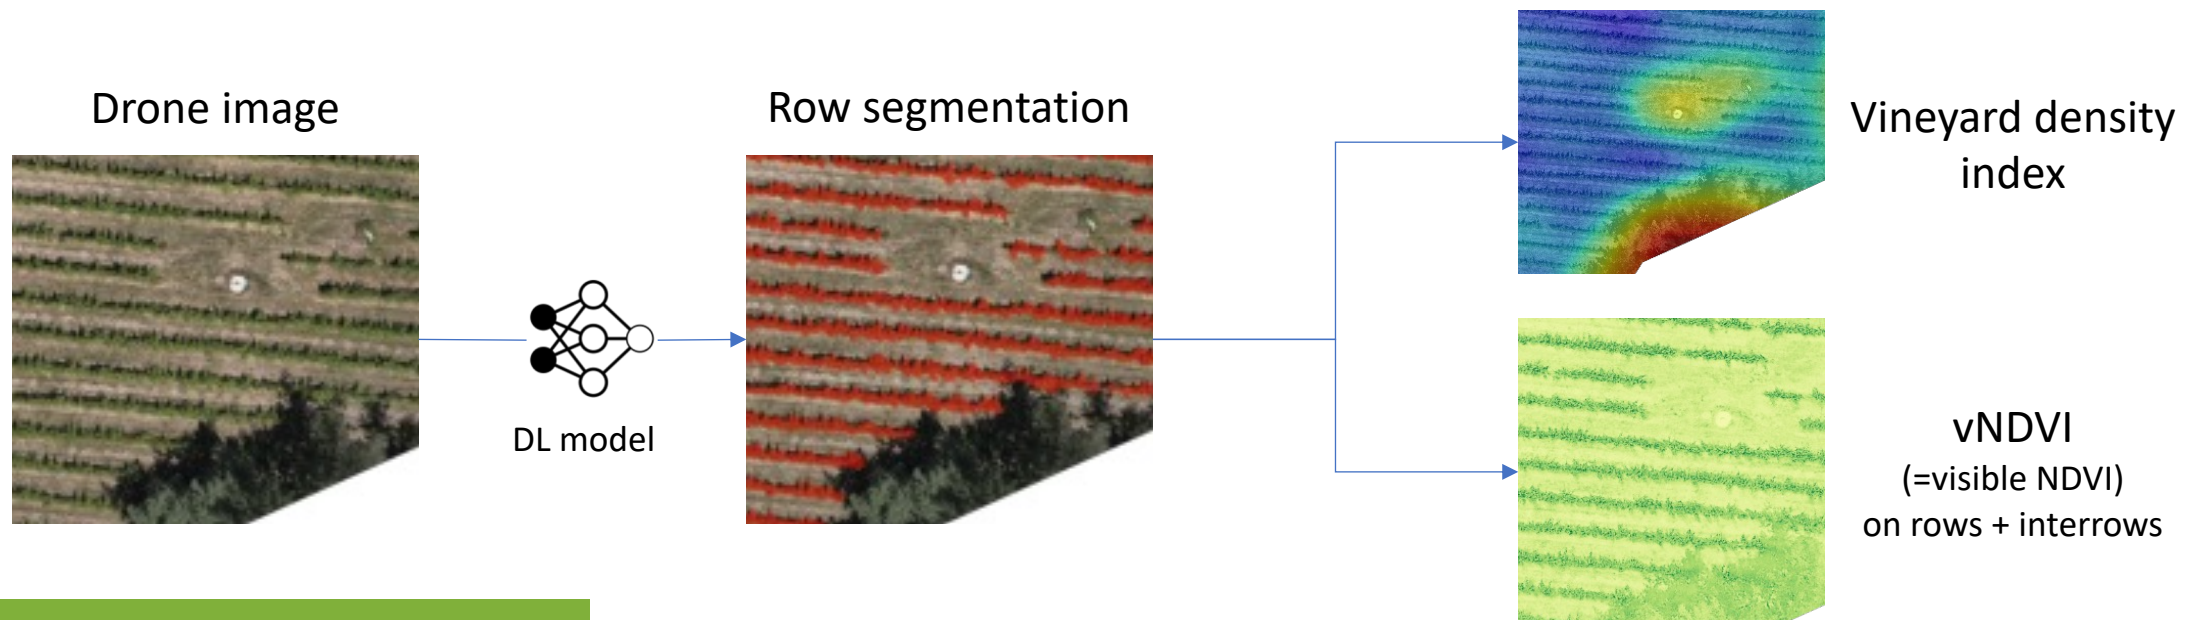 Drone image
DL model
Row segmentation
Vineyard density
index
vNDVI
(=visible NDVI)
on rows + interrows